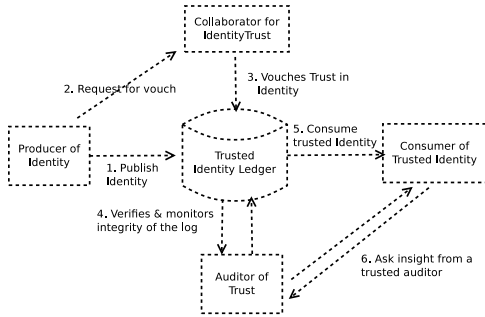 Collaborator for
IdentityTrust
2. Request for vouch
3. Vouches Trust in
Identity
Producer of
Identity
1. Publish
Identity
Trusted
Identity Ledger
5. Consume
trusted Identity
Consumer of
Trusted Identity
4. Verifies & monitors
integrity of the log
6. Ask insight from a
trusted auditor
Auditor of
Trust